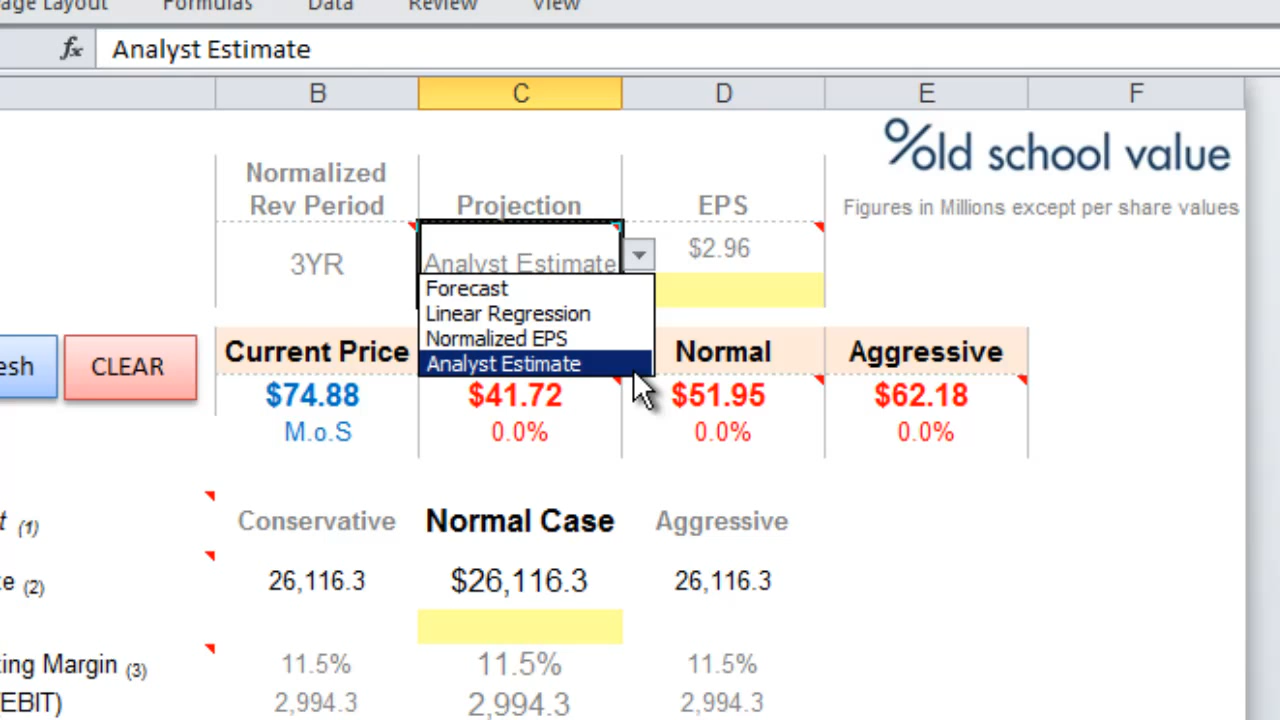 age Layout Formulas Data Review View
fx Analyst Estimate
B C D E F
%old school value
Normalized
Rev Period Projection EPS Figures in Millions except per share values
3YR Analyst Estimate $2.96
Forecast
Linear Regression
Normalized EPS
Analyst Estimate
esh CLEAR Current Price Normal Aggressive
$74.88 $41.72 $51.95 $62.18
M.o.S 0.0% 0.0% 0.0%
t (1) Conservative Normal Case Aggressive
te (2) 26,116.3 $26,116.3 26,116.3
ting Margin (3) 11.5% 11.5% 11.5%
(EBIT) 2,994.3 2,994.3 2,994.3